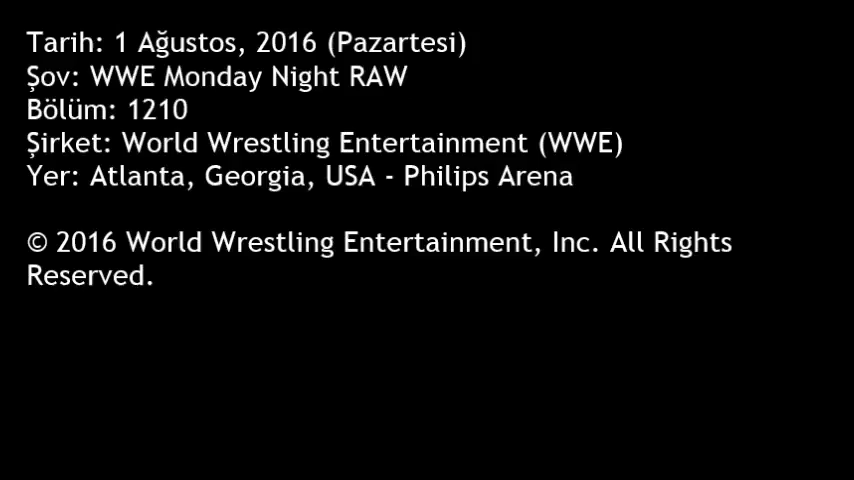 Tarih: 1 Ağustos, 2016 (Pazartesi)
Şov: WWE Monday Night RAW
Bölüm: 1210
Şirket: World Wrestling Entertainment (WWE)
Yer: Atlanta, Georgia, USA - Philips Arena
© 2016 World Wrestling Entertainment, Inc. All Rights
Reserved.